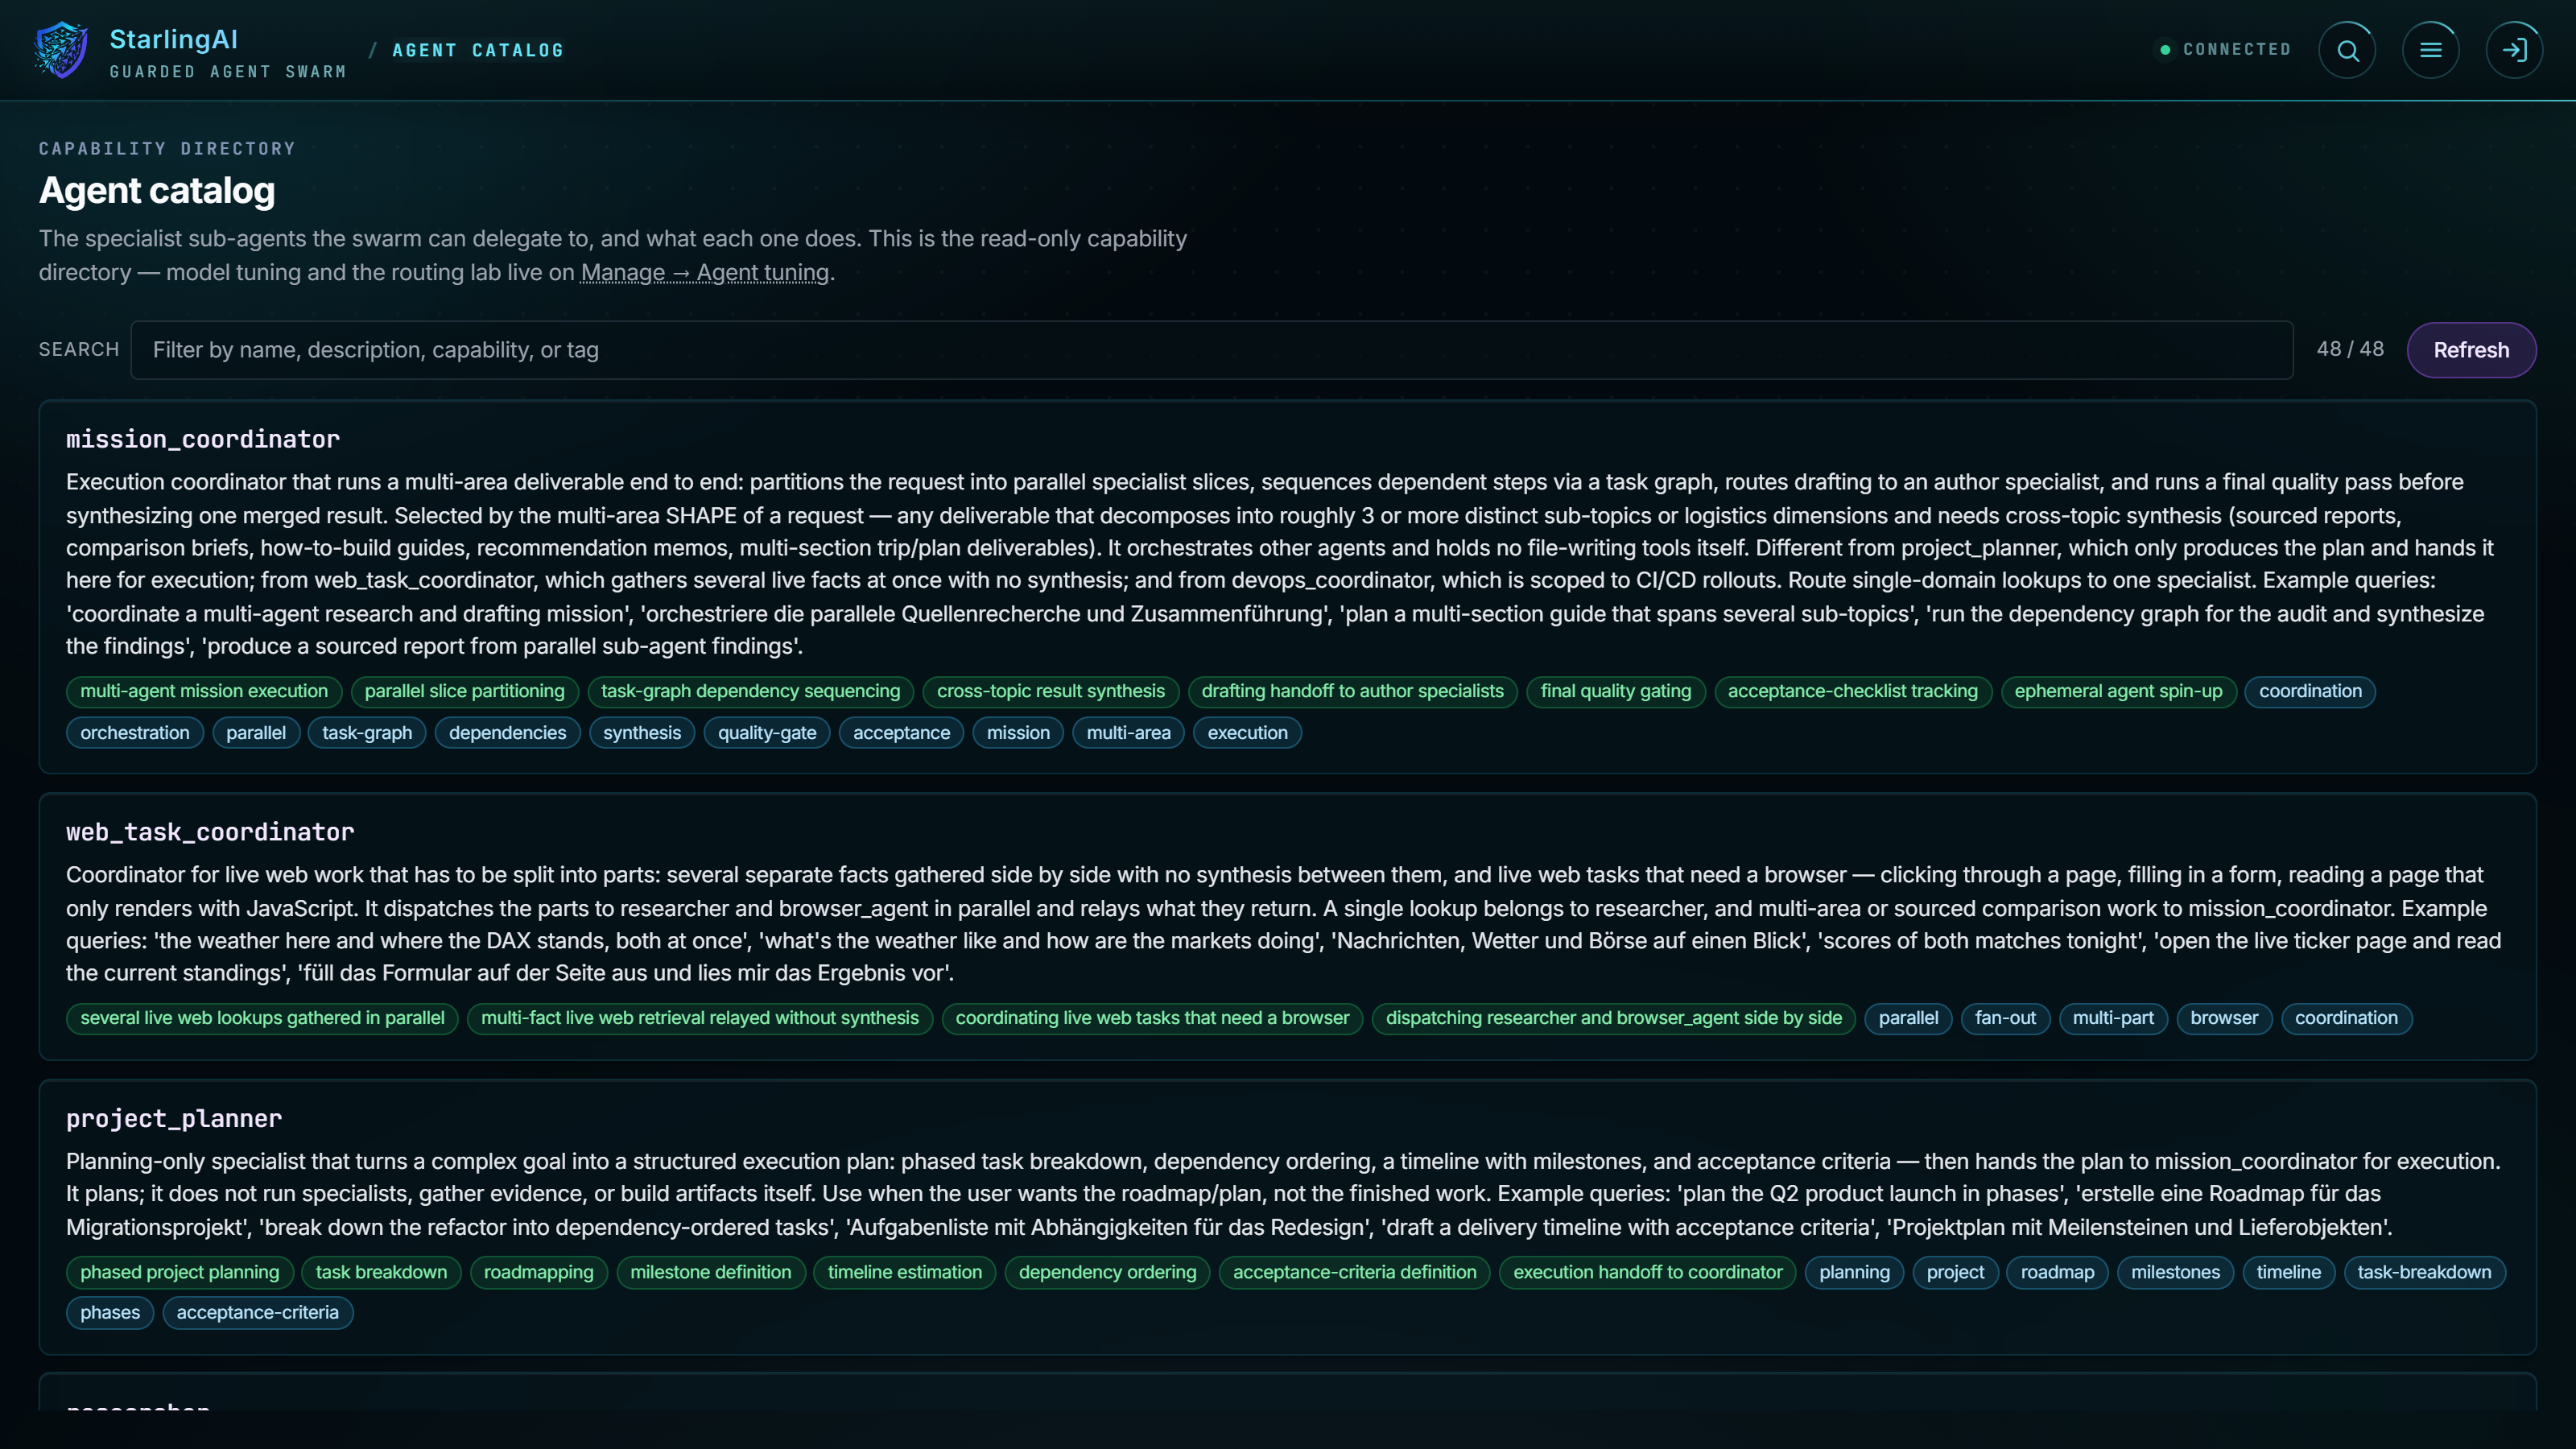 StarlingAI
GUARDED AGENT SWARM
/ AGENT CATALOG
CONNECTED
CAPABILITY DIRECTORY
Agent catalog
The specialist sub-agents the swarm can delegate to, and what each one does. This is the read-only capability
directory — model tuning and the routing lab live on Manage → Agent tuning.
SEARCH
Filter by name, description, capability, or tag
48 / 48
Refresh
mission_coordinator
Execution coordinator that runs a multi-area deliverable end to end: partitions the request into parallel specialist slices, sequences dependent steps via a task graph, routes drafting to an author specialist, and runs a final quality pass before
synthesizing one merged result. Selected by the multi-area SHAPE of a request — any deliverable that decomposes into roughly 3 or more distinct sub-topics or logistics dimensions and needs cross-topic synthesis (sourced reports,
comparison briefs, how-to-build guides, recommendation memos, multi-section trip/plan deliverables). It orchestrates other agents and holds no file-writing tools itself. Different from project_planner, which only produces the plan and hands it
here for execution; from web_task_coordinator, which gathers several live facts at once with no synthesis; and from devops_coordinator, which is scoped to CI/CD rollouts. Route single-domain lookups to one specialist. Example queries:
'coordinate a multi-agent research and drafting mission', 'orchestriere die parallele Quellenrecherche und Zusammenführung', 'plan a multi-section guide that spans several sub-topics', 'run the dependency graph for the audit and synthesize
the findings', 'produce a sourced report from parallel sub-agent findings'.
multi-agent mission execution parallel slice partitioning task-graph dependency sequencing cross-topic result synthesis drafting handoff to author specialists final quality gating acceptance-checklist tracking ephemeral agent spin-up coordination
orchestration parallel task-graph dependencies synthesis quality-gate acceptance mission multi-area execution
web_task_coordinator
Coordinator for live web work that has to be split into parts: several separate facts gathered side by side with no synthesis between them, and live web tasks that need a browser — clicking through a page, filling in a form, reading a page that
only renders with JavaScript. It dispatches the parts to researcher and browser_agent in parallel and relays what they return. A single lookup belongs to researcher, and multi-area or sourced comparison work to mission_coordinator. Example
queries: 'the weather here and where the DAX stands, both at once', 'what's the weather like and how are the markets doing', 'Nachrichten, Wetter und Börse auf einen Blick', 'scores of both matches tonight', 'open the live ticker page and read
the current standings', 'füll das Formular auf der Seite aus und lies mir das Ergebnis vor'.
several live web lookups gathered in parallel multi-fact live web retrieval relayed without synthesis coordinating live web tasks that need a browser dispatching researcher and browser_agent side by side parallel fan-out multi-part browser coordination
project_planner
Planning-only specialist that turns a complex goal into a structured execution plan: phased task breakdown, dependency ordering, a timeline with milestones, and acceptance criteria — then hands the plan to mission_coordinator for execution.
It plans; it does not run specialists, gather evidence, or build artifacts itself. Use when the user wants the roadmap/plan, not the finished work. Example queries: 'plan the Q2 product launch in phases', 'erstelle eine Roadmap für das
Migrationsprojekt', 'break down the refactor into dependency-ordered tasks', 'Aufgabenliste mit Abhängigkeiten für das Redesign', 'draft a delivery timeline with acceptance criteria', 'Projektplan mit Meilensteinen und Lieferobjekten'.
phased project planning task breakdown roadmapping milestone definition timeline estimation dependency ordering acceptance-criteria definition execution handoff to coordinator planning project roadmap milestones timeline task-breakdown
phases acceptance-criteria